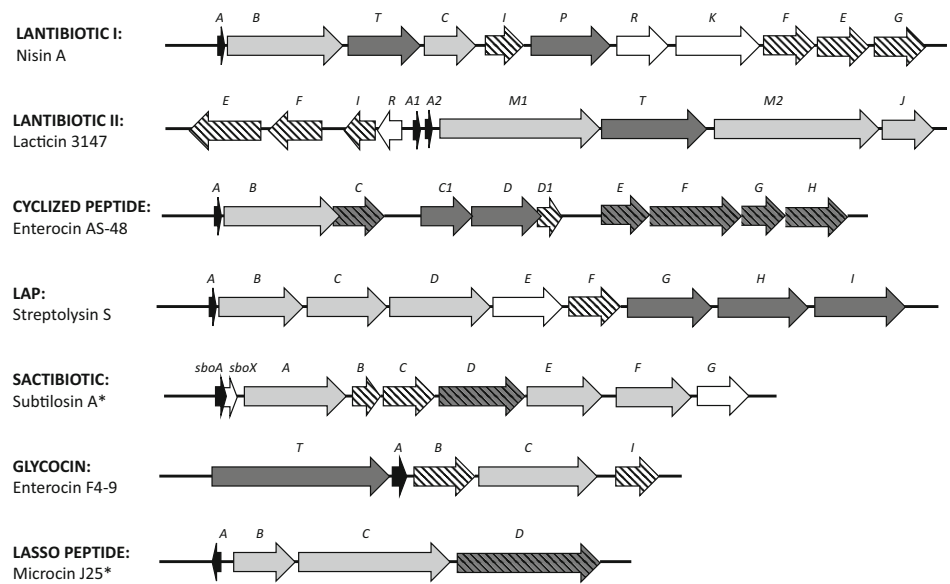 A B T C I P R K F E G
LANTIBIOTIC I:
Nisin A
E F I R A1 A2 M1 T M2 J
LANTIBIOTIC II:
Lacticin 3147
A B C C1 D D1 E F G H
CYCLIZED PEPTIDE:
Enterocin AS-48
A B C D E F G H I
LAP:
Streptolysin S
sboA sboX A B C D E F G
SACTIBIOTIC:
Subtilosin A*
T A B C I
GLYCOCIN:
Enterocin F4-9
A B C D
LASSO PEPTIDE:
Microcin J25*